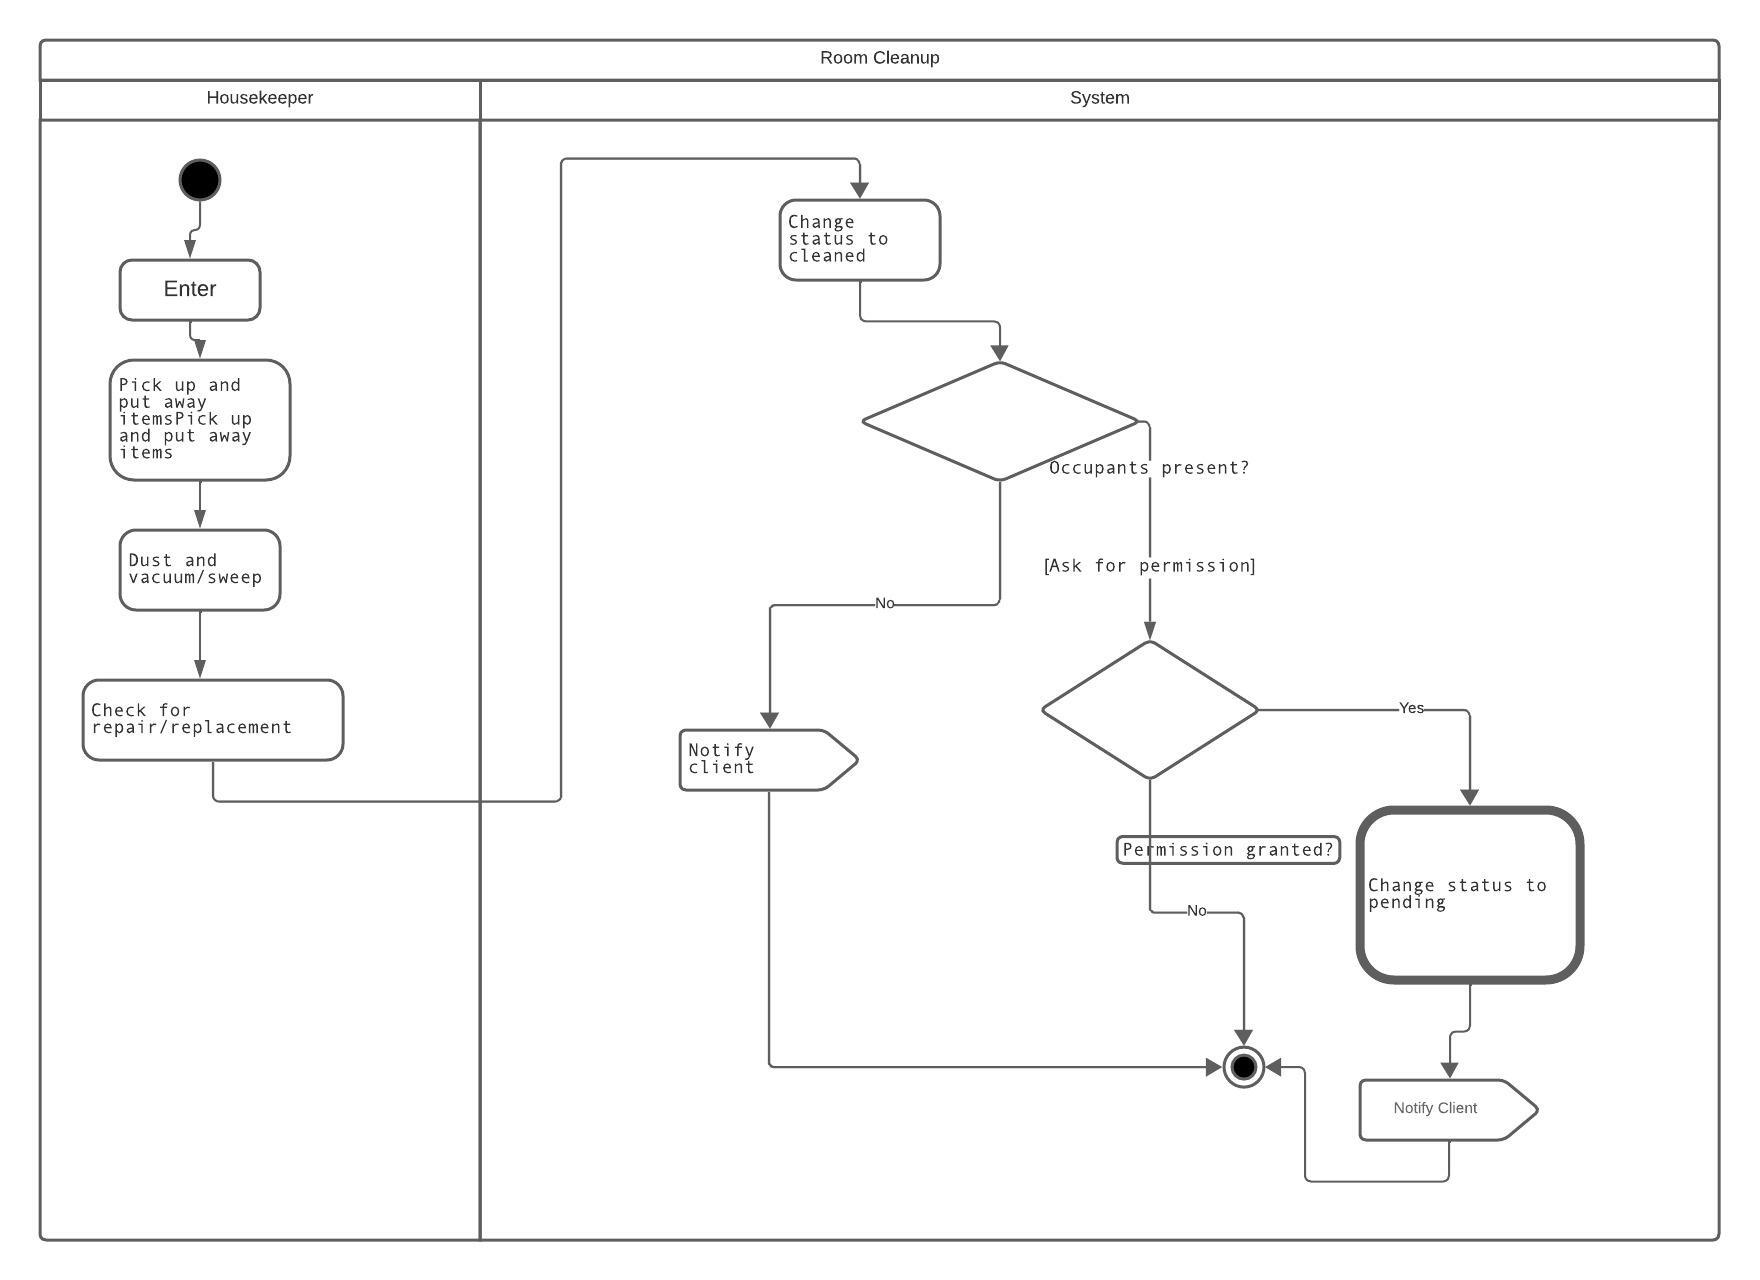 Room Cleanup
Housekeeper
System
Enter
Pick up and
put away
itemsPick up
and put away
items
Dust and
vacuum/sweep
Check for
repair/replacement
Change
status to
cleaned
Occupants present?
[Ask for permission]
No
Notify
client
Yes
Permission granted?
No
Change status to
pending
Notify Client